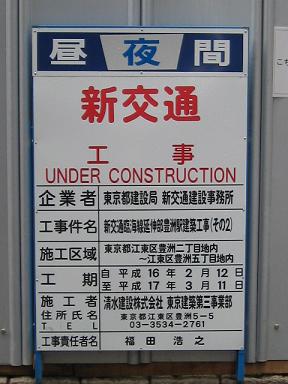 昼夜間
新交通
工事
UNDER CONSTRUCTION
企業者 東京都建設局 新交通建設事務所
工事件名 新交通臨海線延伸部豊洲駅建築工事(その2)
施工区域 東京都江東区豊洲二丁目地内
～江東区豊洲五丁目地内
工期 自 平成 16年 2月 12日
至 平成 17年 3月 11日
施工者 清水建設株式会社 東京建築第三事業部
住所氏名 東京都江東区豊洲5-5
TEL 03-3534-2761
工事責任者名 福田 浩之
こち